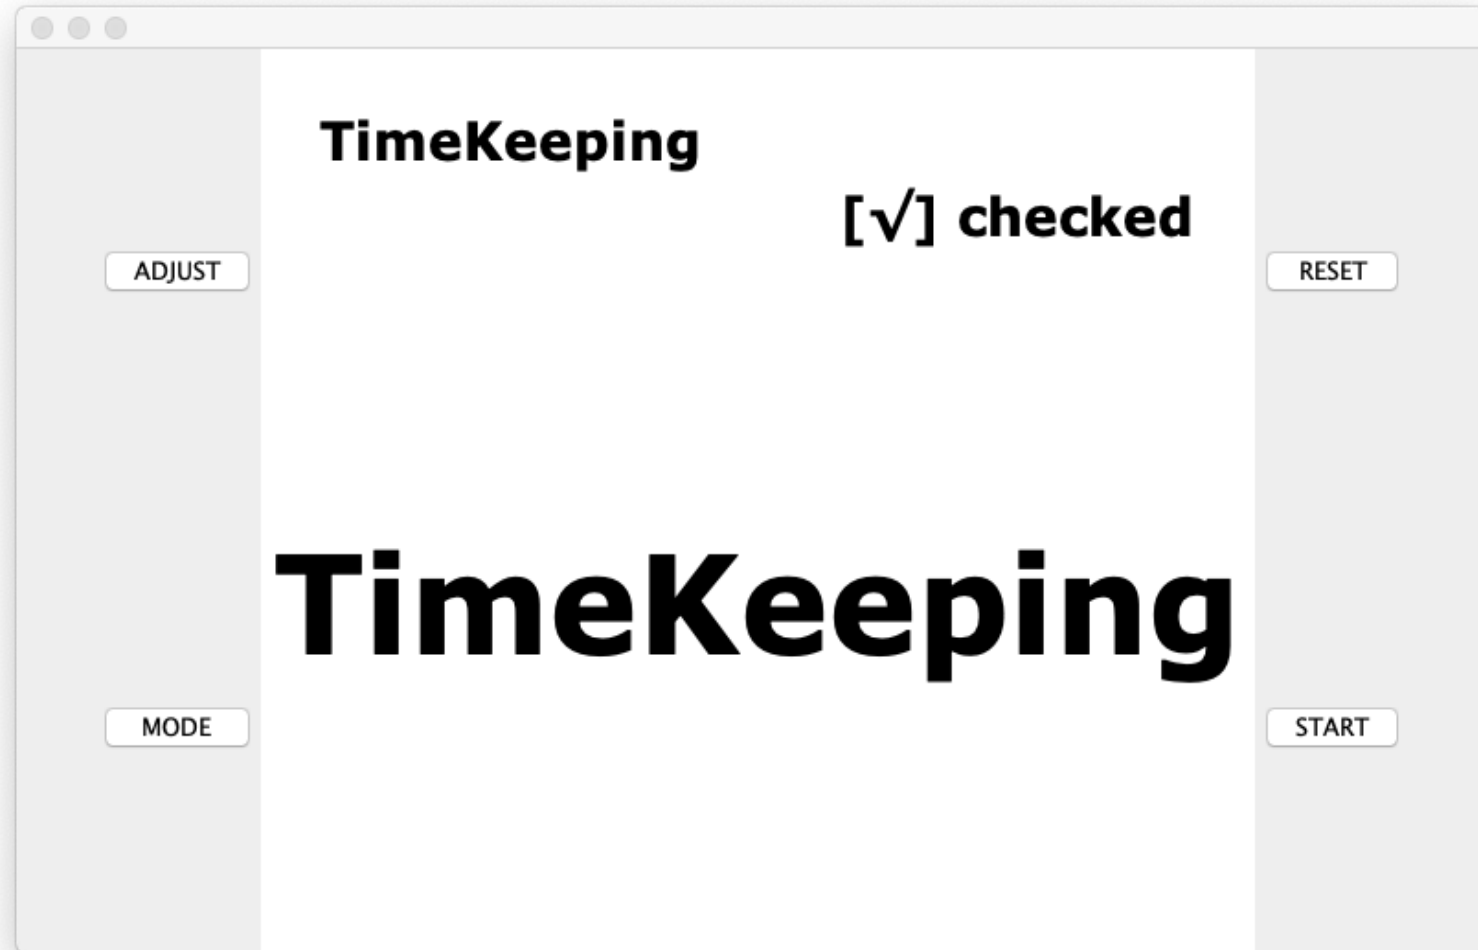 TimeKeeping
[√] checked
ADJUST
RESET
TimeKeeping
MODE
START